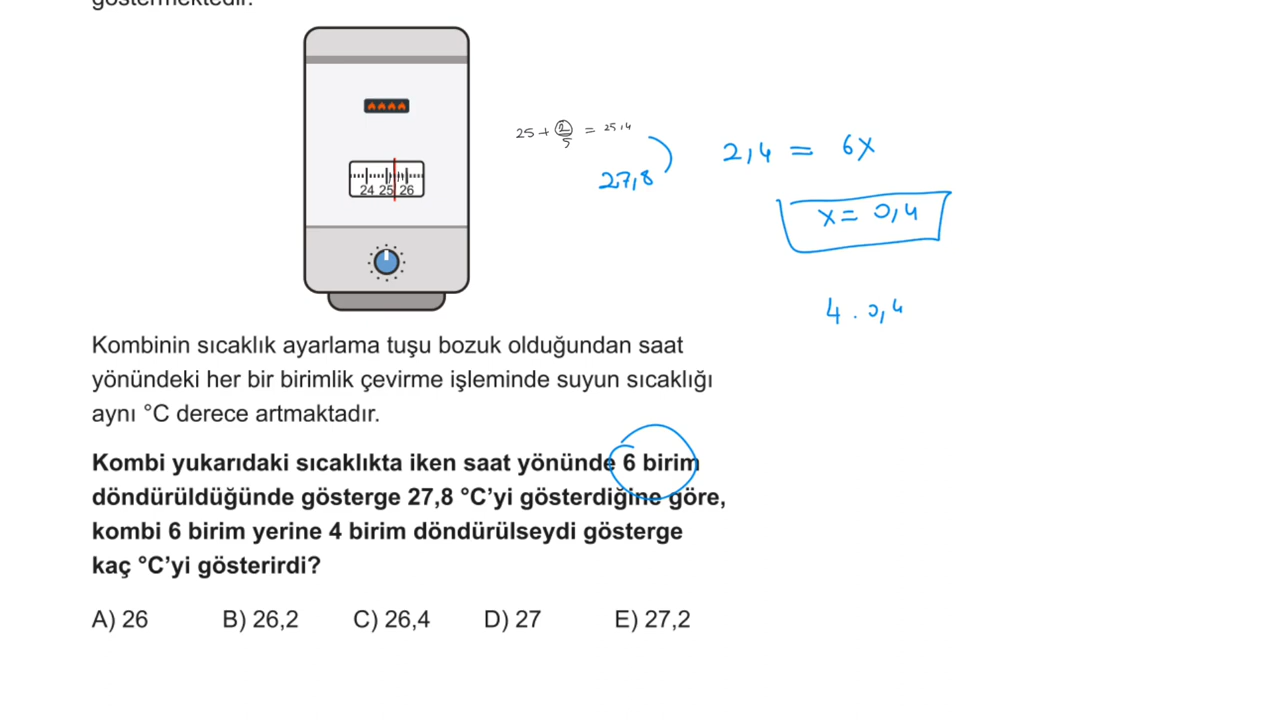 göstermektedir.
24 25 26
25 + 2/5 = 25,4
27,8
2,4 = 6x
x = 0,4
4 . 0,4
Kombinin sıcaklık ayarlama tuşu bozuk olduğundan saat
yönündeki her bir birimlik çevirme işleminde suyun sıcaklığı
aynı °C derece artmaktadır.
Kombi yukarıdaki sıcaklıkta iken saat yönünde 6 birim
döndürüldüğünde gösterge 27,8 °C’yi gösterdiğine göre,
kombi 6 birim yerine 4 birim döndürülseydi gösterge
kaç °C’yi gösterirdi?
A) 26 B) 26,2 C) 26,4 D) 27 E) 27,2